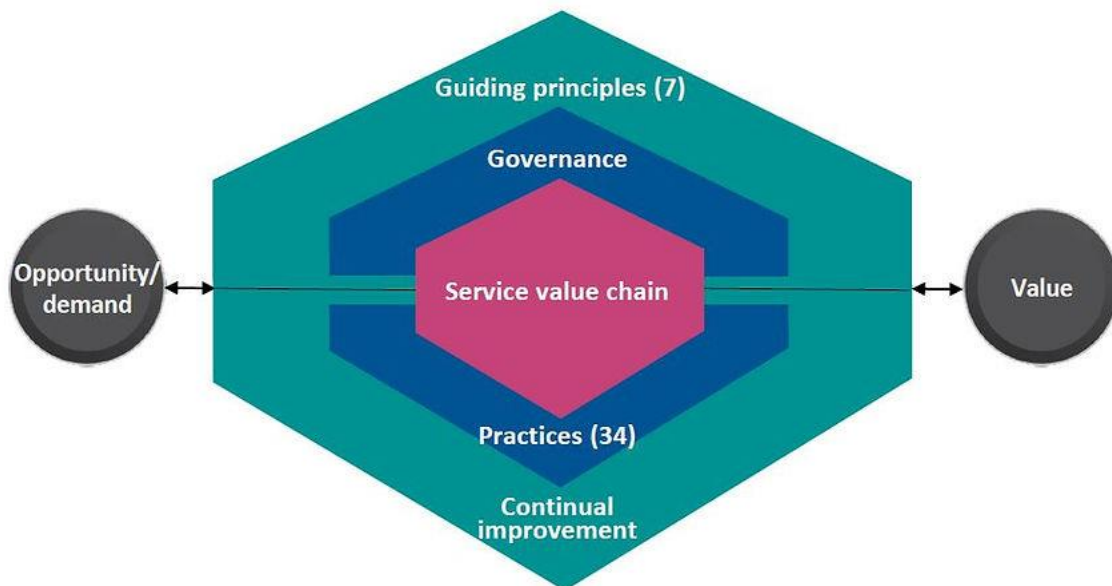 Guiding principles (7)
Governance
Opportunity/
demand
Service value chain
Value
Practices (34)
Continual
improvement